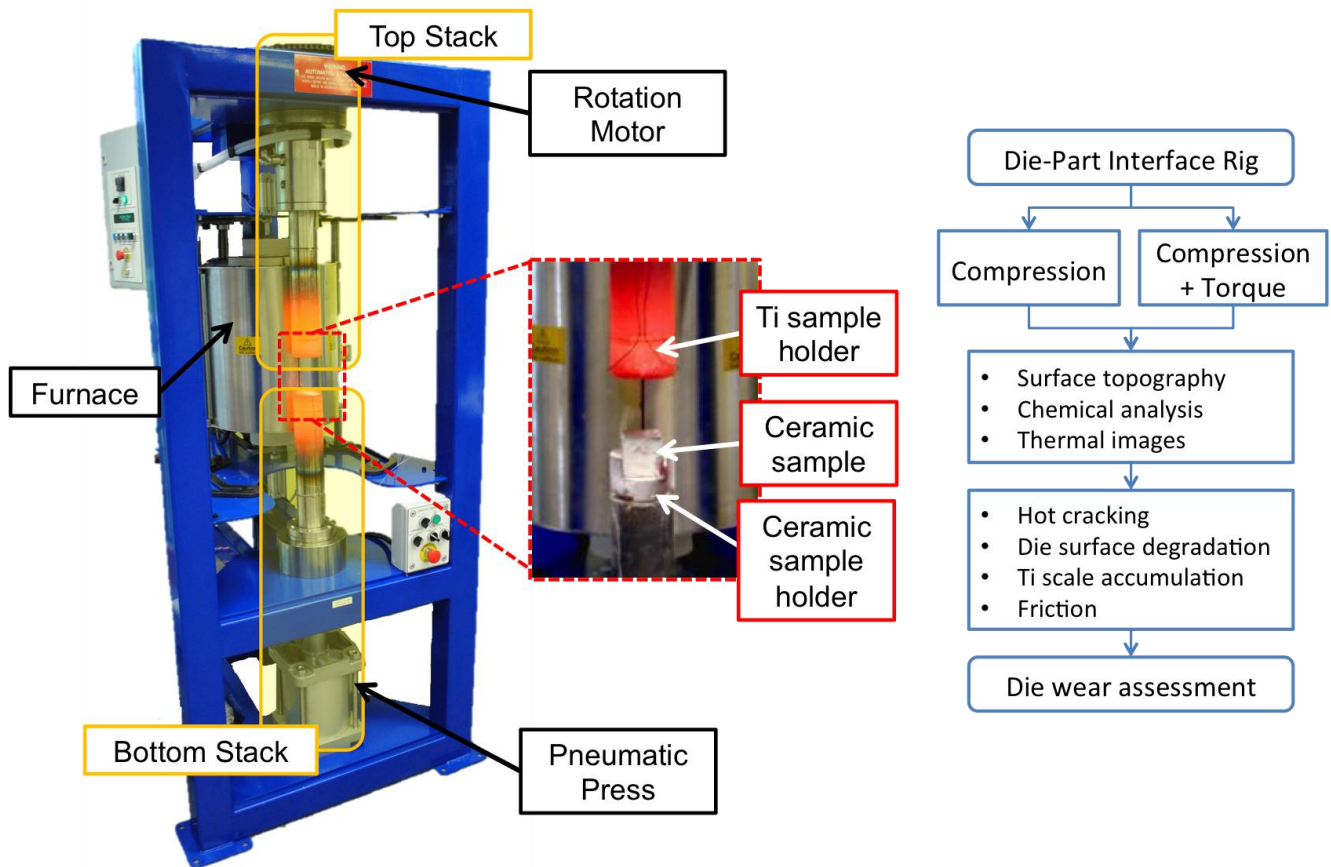 Top Stack
WARNING
Rotation
Motor
Furnace
Ti sample
holder
Ceramic
sample
Ceramic
sample
holder
Bottom Stack
Pneumatic
Press
Die-Part Interface Rig
Compression
Compression
+ Torque
• Surface topography
• Chemical analysis
• Thermal images
• Hot cracking
• Die surface degradation
• Ti scale accumulation
• Friction
Die wear assessment